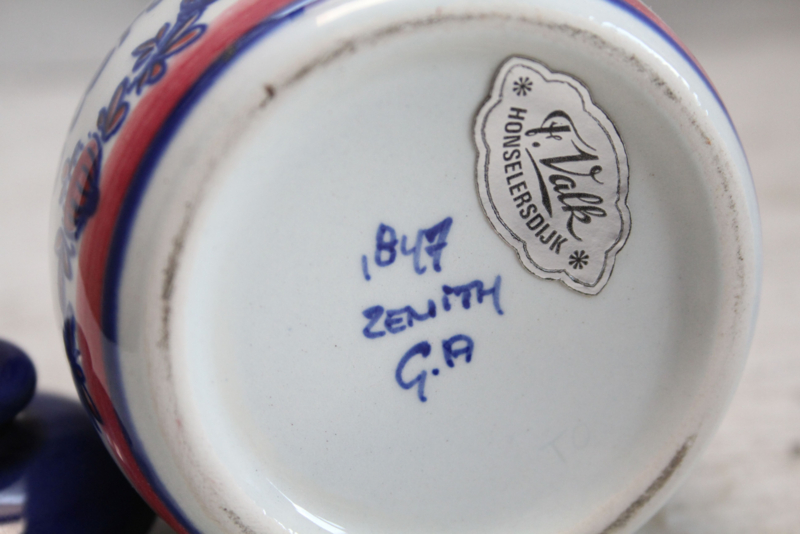 1847
ZENITH
G.A
F. Valk
HONSELERSDIJK